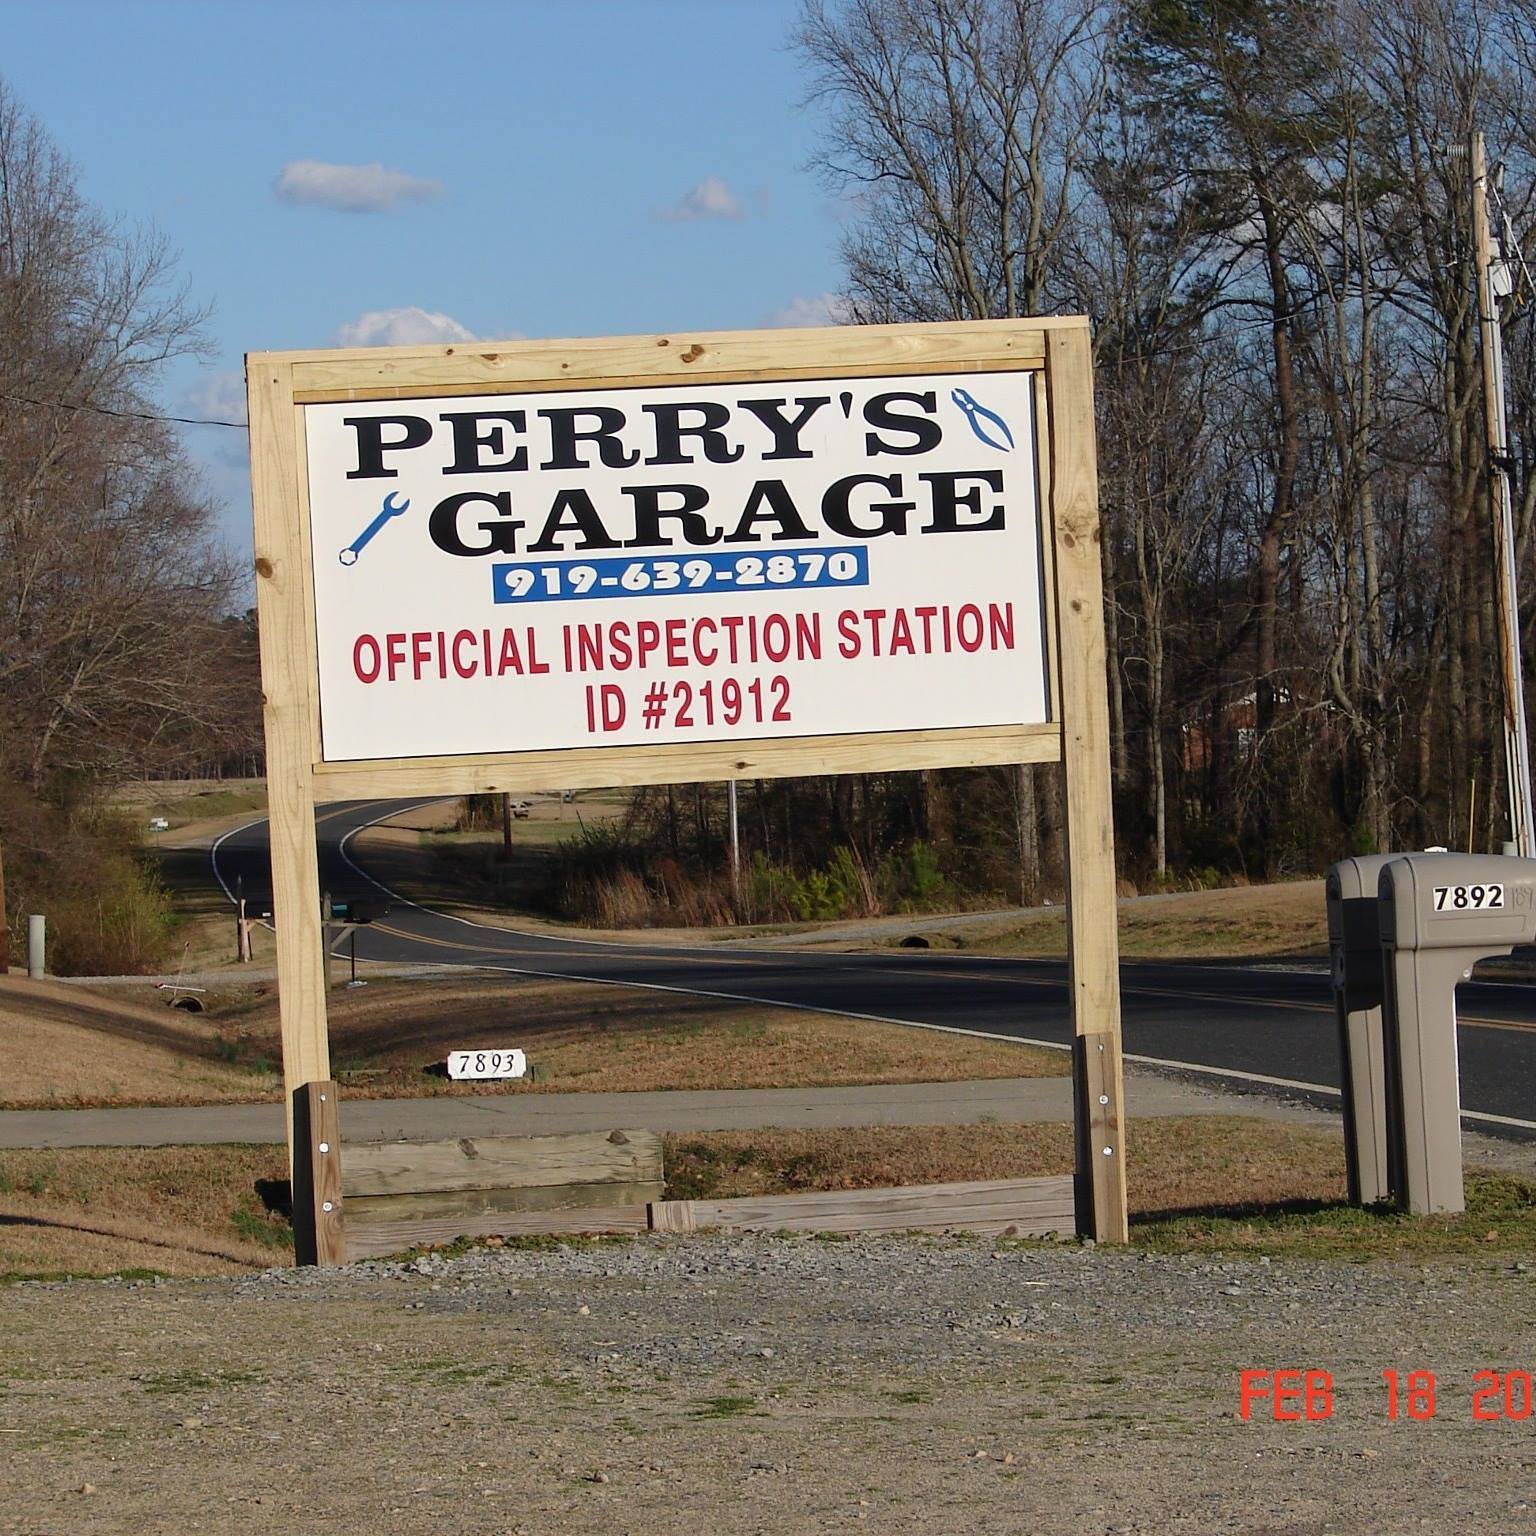 PERRY'S
GARAGE
919-639-2870
OFFICIAL INSPECTION STATION
ID #21912
7892
7893
FEB 18 20